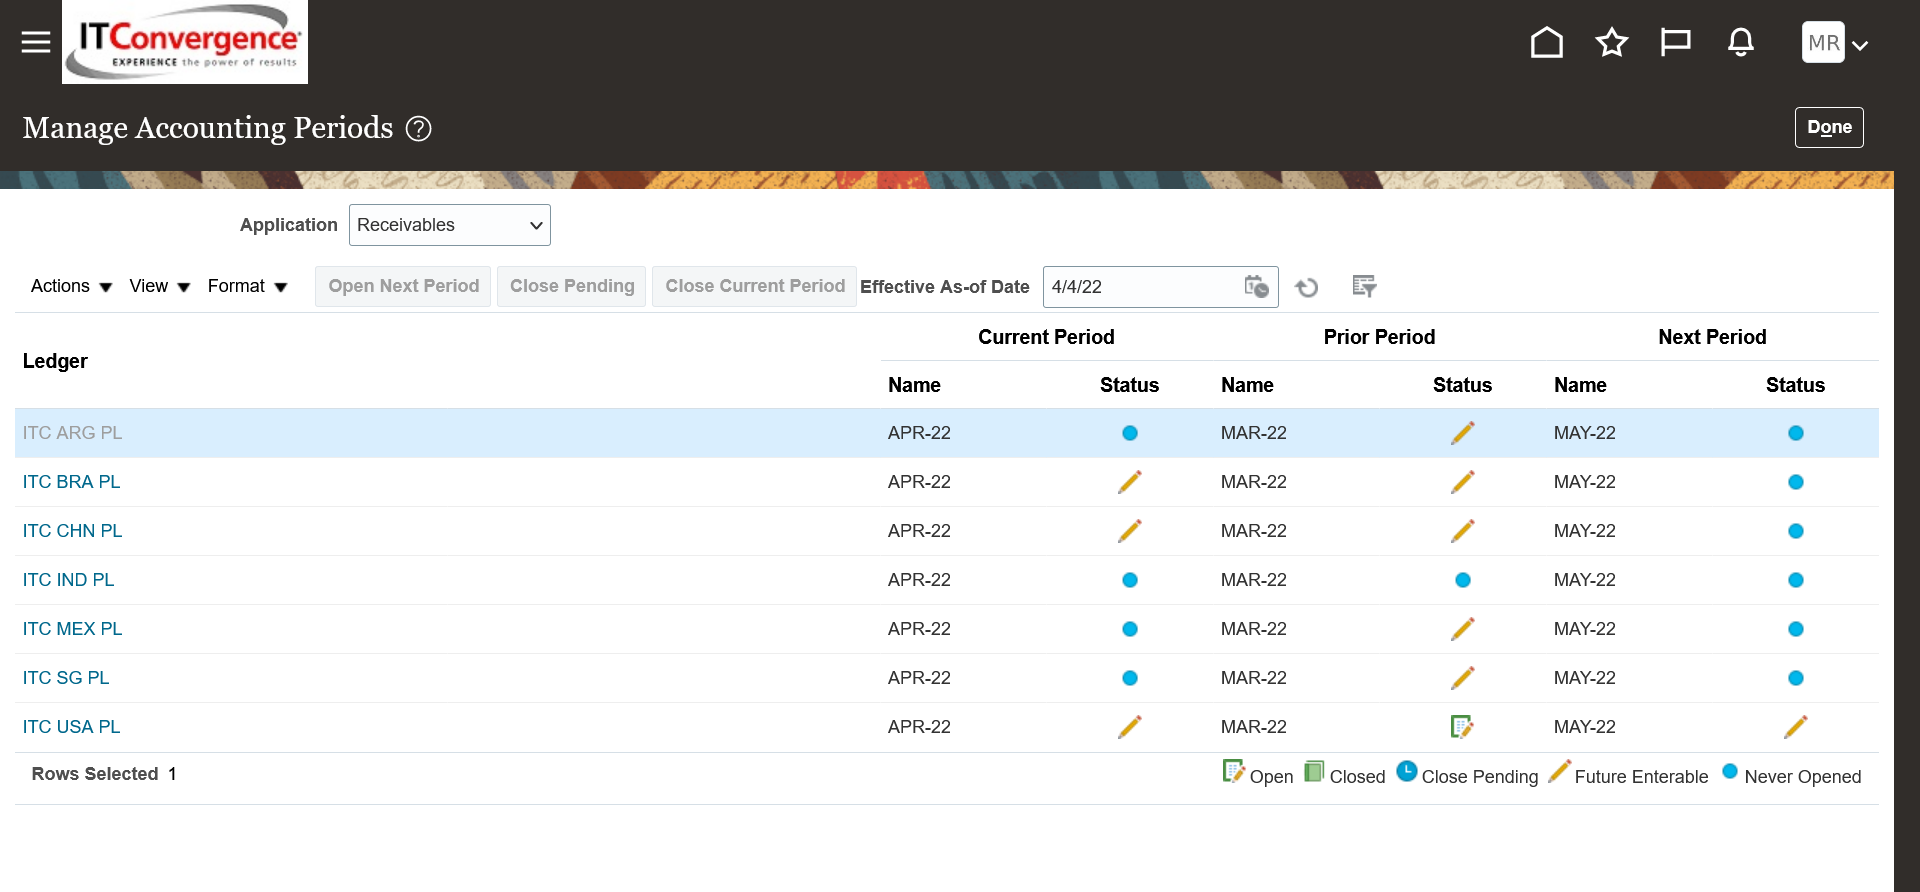 ITConvergence
EXPERIENCE the power of results
MR
Manage Accounting Periods ?
Done
Application Receivables
Actions View Format Open Next Period Close Pending Close Current Period Effective As-of Date 4/4/22
Current Period Prior Period Next Period
Ledger
Name Status Name Status Name Status
ITC ARG PL APR-22 MAR-22 MAY-22
ITC BRA PL APR-22 MAR-22 MAY-22
ITC CHN PL APR-22 MAR-22 MAY-22
ITC IND PL APR-22 MAR-22 MAY-22
ITC MEX PL APR-22 MAR-22 MAY-22
ITC SG PL APR-22 MAR-22 MAY-22
ITC USA PL APR-22 MAR-22 MAY-22
Rows Selected 1
Open Closed Close Pending Future Enterable Never Opened